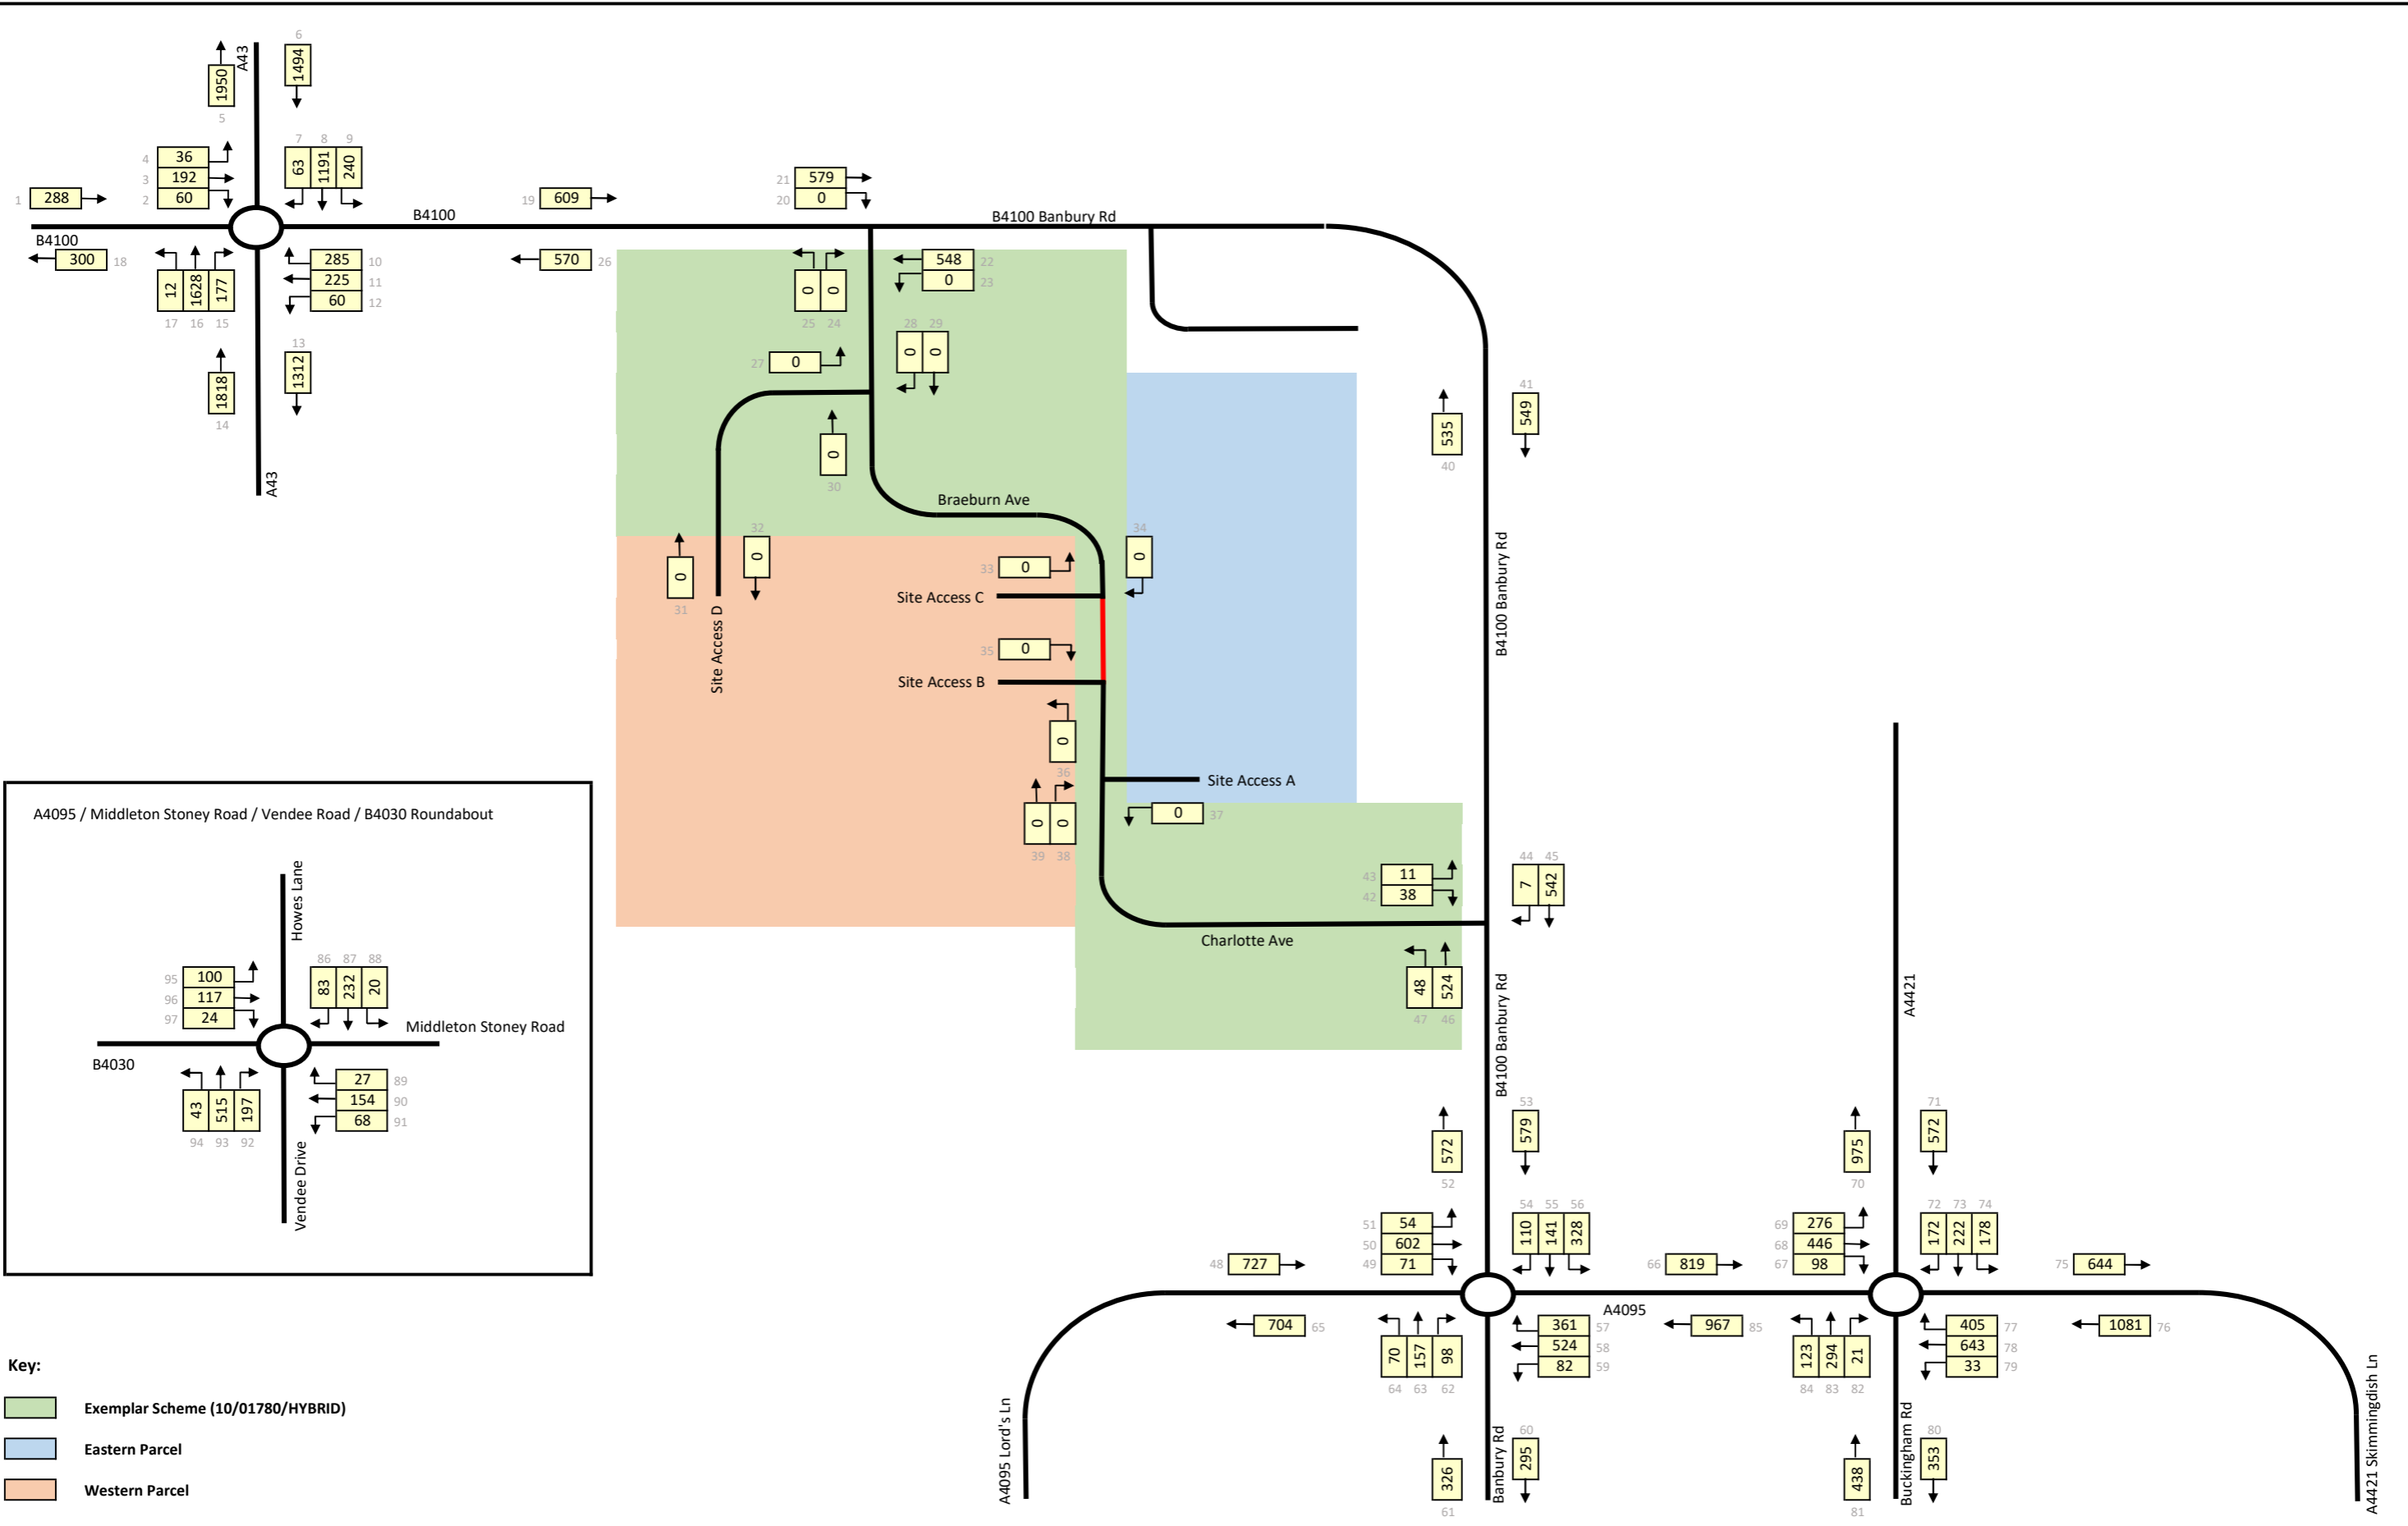 6
1494
1950
A43
5
7 8 9
63 1191 240
4 36
3 192
2 60
1 288
B4100
B4100
300 18
285 10
225 11
60 12
12 1628 177
17 16 15
13
1312
1818
14
A43
19 609
570 26
21 579
20 0
B4100 Banbury Rd
548 22
0 23
0 0
25 24
28 29
0 0
27 0
0
30
Braeburn Ave
32
0
0
31
Site Access D
34
0
33 0
Site Access C
35 0
Site Access B
0
36
Site Access A
0 0
39 38
0 37
41
549
535
40
B4100 Banbury Rd
44 45
7 542
43 11
42 38
Charlotte Ave
48 524
47 46
B4100 Banbury Rd
A4421
A4095 / Middleton Stoney Road / Vendee Road / B4030 Roundabout
Howes Lane
86 87 88
83 232 20
95 100
96 117
97 24
Middleton Stoney Road
B4030
27 89
154 90
68 91
43 515 197
94 93 92
Vendee Drive
53
579
572
52
71
572
975
70
54 55 56
110 141 328
51 54
50 602
49 71
48 727
72 73 74
172 222 178
69 276
68 446
67 98
66 819
75 644
A4095
704 65
361 57
524 58
82 59
70 157 98
64 63 62
967 85
405 77
643 78
33 79
123 294 21
84 83 82
1081 76
60
295
326
61
80
353
438
81
A4095 Lord's Ln
Banbury Rd
Buckingham Rd
A4421 Skimmingdish Ln
Key:
Exemplar Scheme (10/01780/HYBRID)
Eastern Parcel
Western Parcel